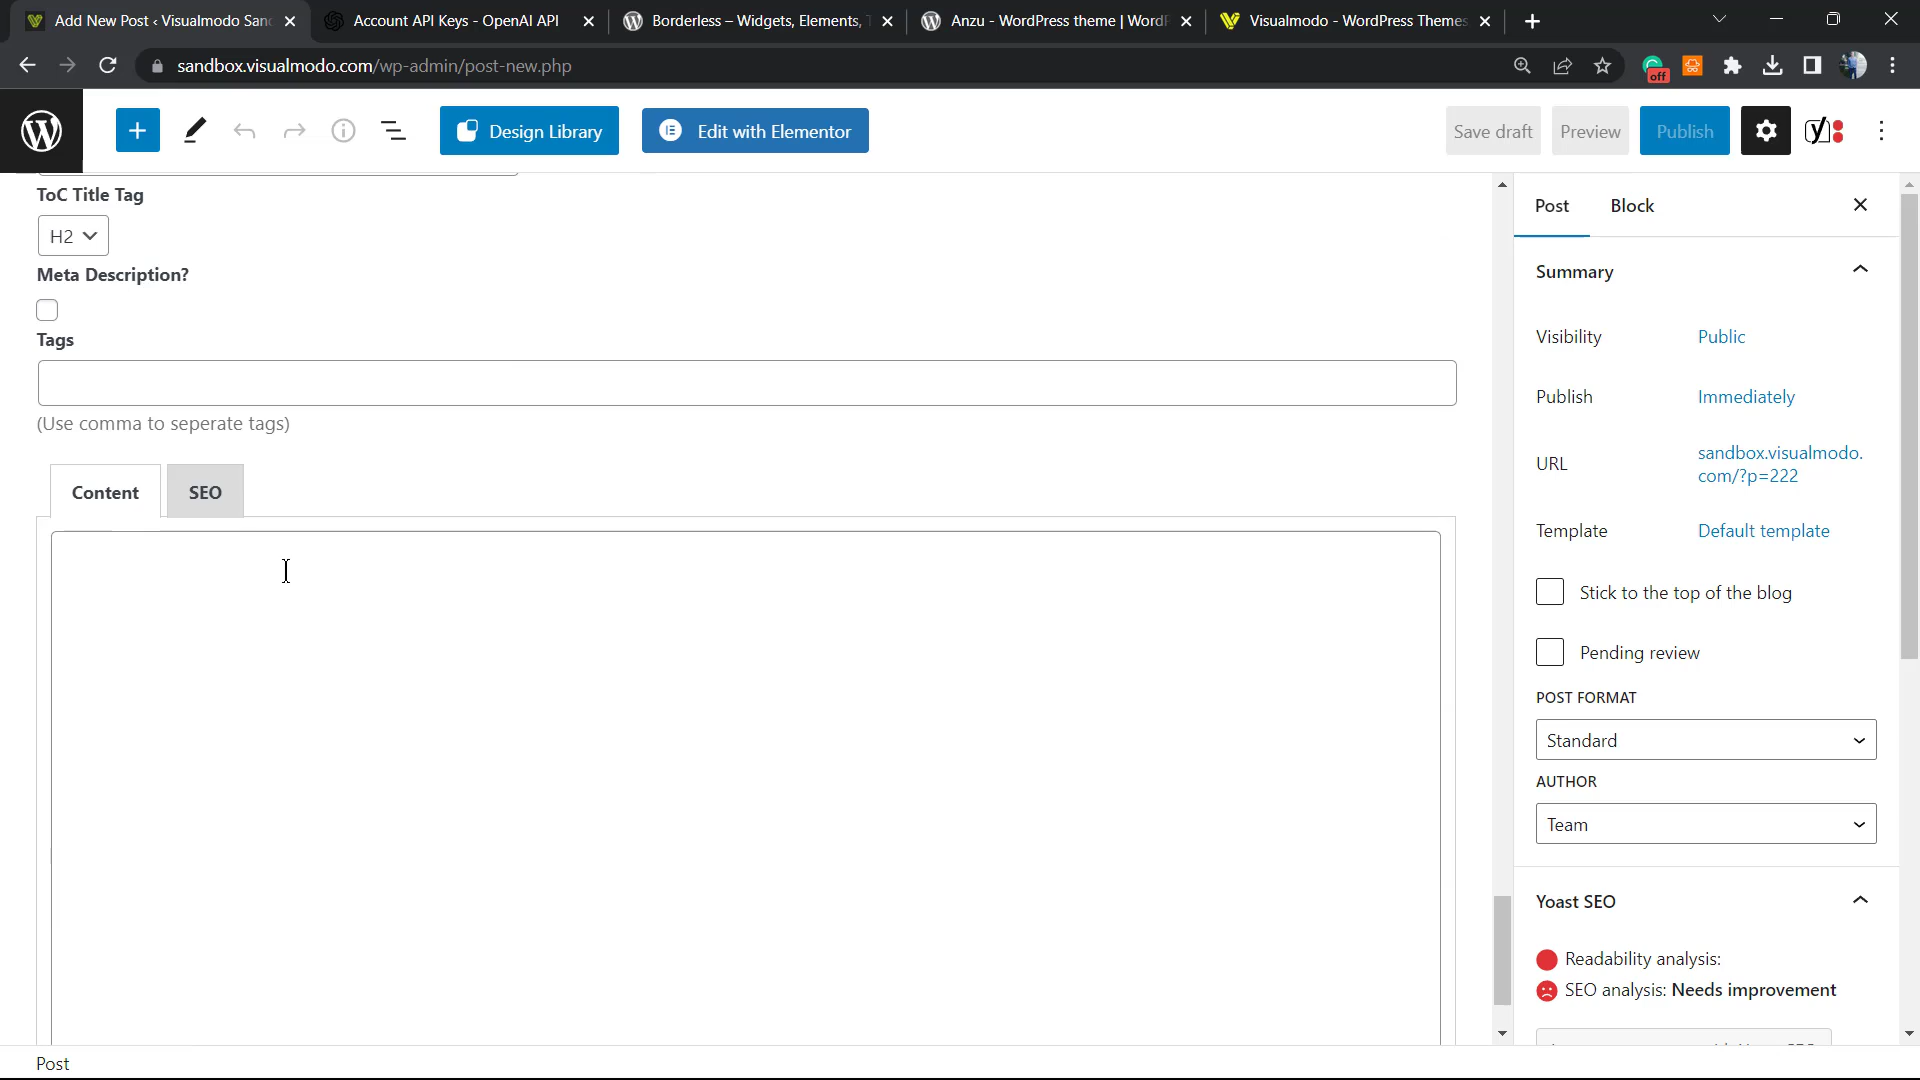 Add New Post ‹ Visualmodo San
Account API Keys - OpenAI API
Borderless – Widgets, Elements,
Anzu - WordPress theme | Word
Visualmodo - WordPress Themes
sandbox.visualmodo.com/wp-admin/post-new.php
off
Design Library
Edit with Elementor
Save draft
Preview
Publish
ToC Title Tag
H2
Meta Description?
Tags
(Use comma to seperate tags)
Content
SEO
Post
Block
Summary
Visibility
Public
Publish
Immediately
URL
sandbox.visualmodo.
com/?p=222
Template
Default template
Stick to the top of the blog
Pending review
POST FORMAT
Standard
AUTHOR
Team
Yoast SEO
Readability analysis:
SEO analysis: Needs improvement
Post